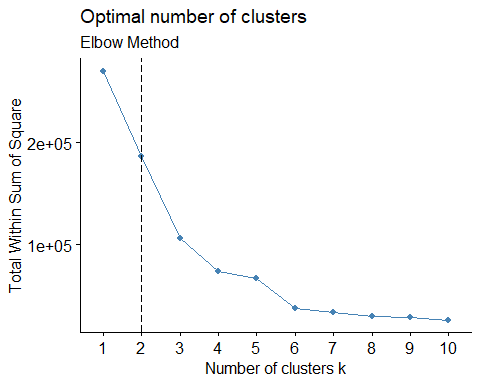 Optimal number of clusters
Elbow Method
Total Within Sum of Square
2e+05
1e+05
1 2 3 4 5 6 7 8 9 10
Number of clusters k